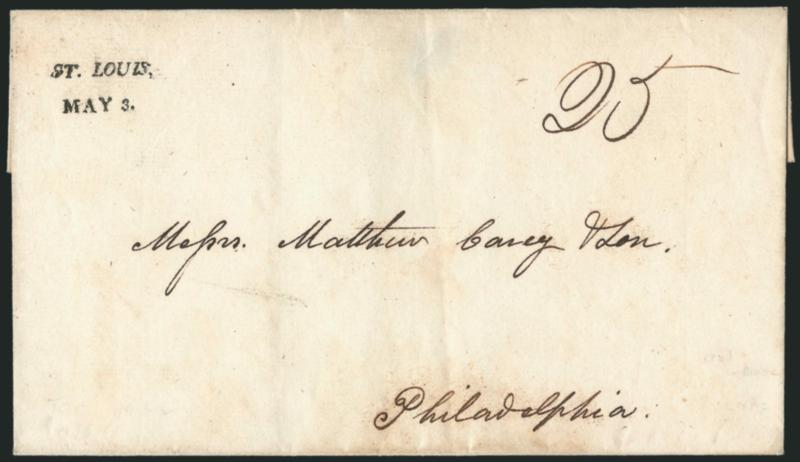 ST. LOUIS,
MAY 3.
25
Messrs. Matthew Carey & Son.
Philadelphia.